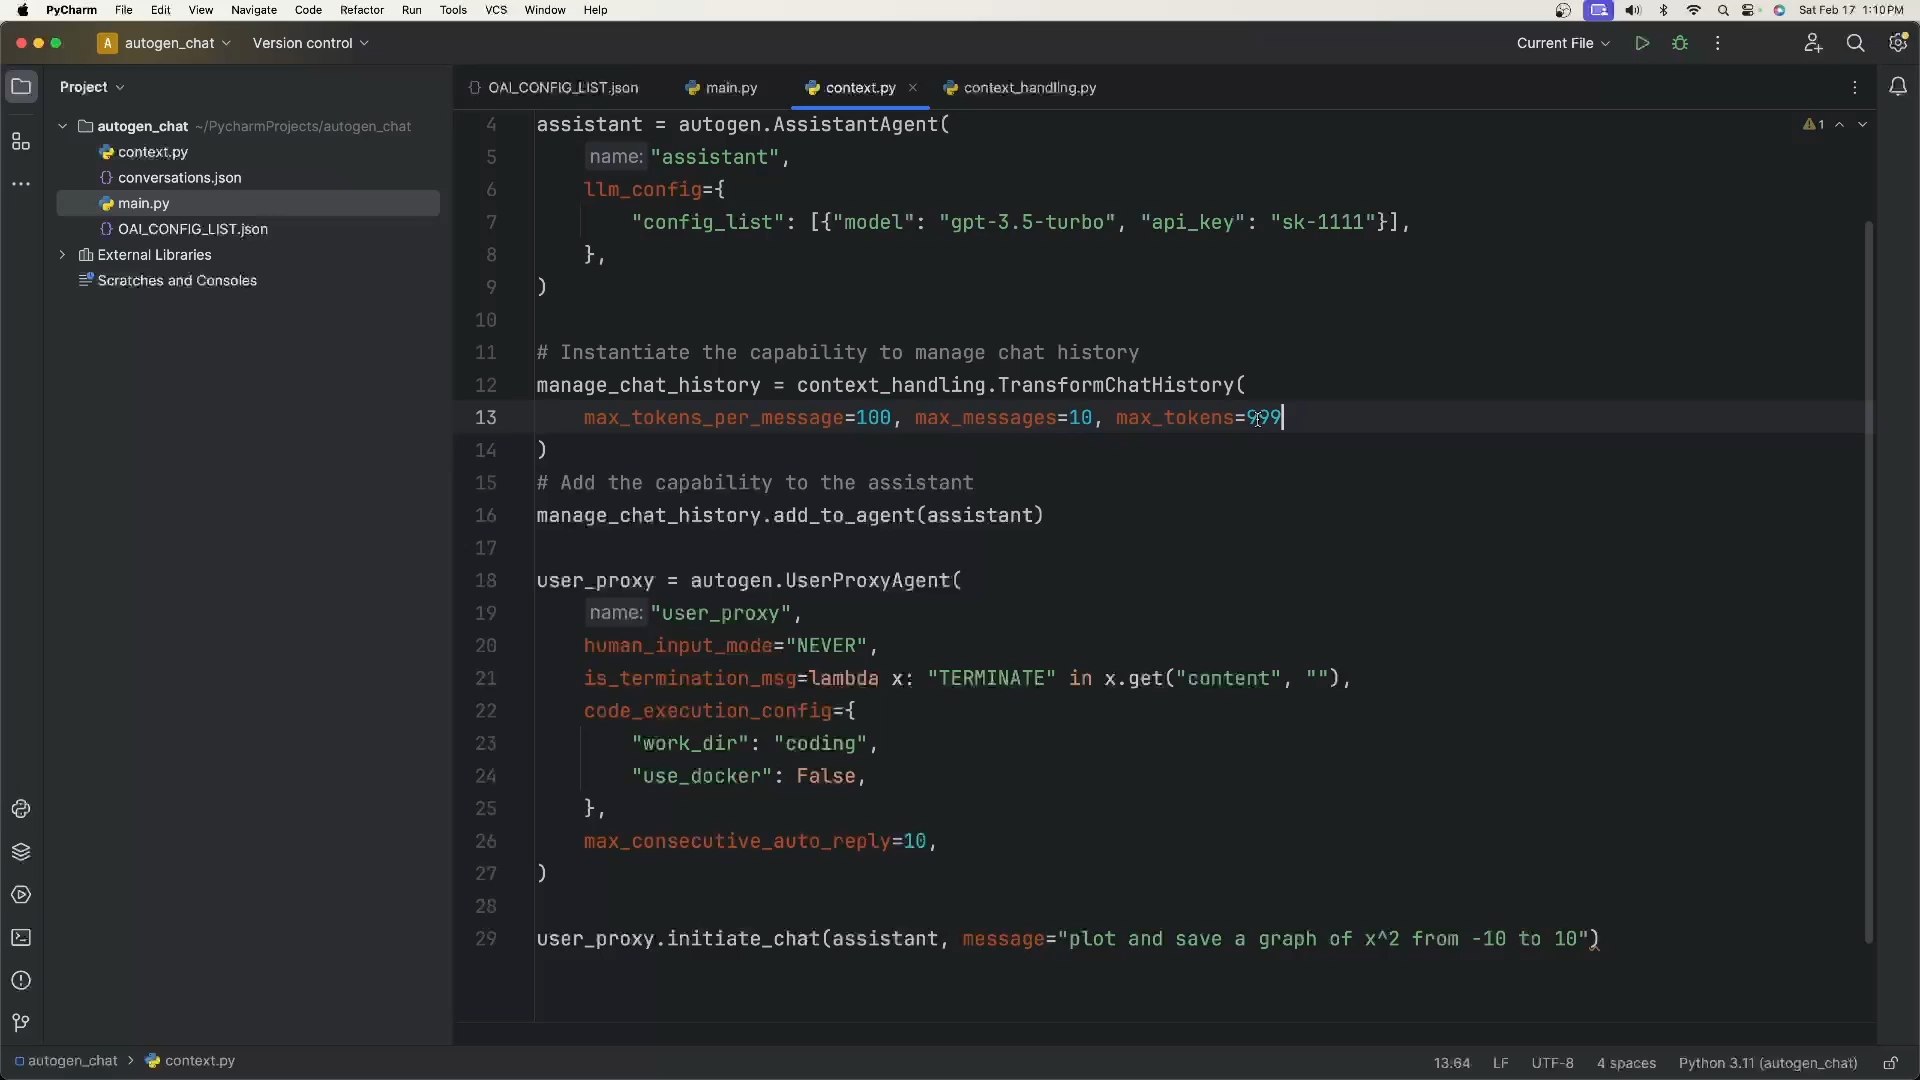 PyCharm File Edit View Navigate Code Refactor Run Tools VCS Window Help Sat Feb 17 1:10 PM
A autogen_chat Version control Current File
Project
OAI_CONFIG_LIST.json main.py context.py context_handling.py
autogen_chat ~/PycharmProjects/autogen_chat
context.py
conversations.json
main.py
OAI_CONFIG_LIST.json
External Libraries
Scratches and Consoles
1
4 assistant = autogen.AssistantAgent(
5 name: "assistant",
6 llm_config={
7 "config_list": [{"model": "gpt-3.5-turbo", "api_key": "sk-1111"}],
8 },
9 )
10
11 # Instantiate the capability to manage chat history
12 manage_chat_history = context_handling.TransformChatHistory(
13 max_tokens_per_message=100, max_messages=10, max_tokens=999
14 )
15 # Add the capability to the assistant
16 manage_chat_history.add_to_agent(assistant)
17
18 user_proxy = autogen.UserProxyAgent(
19 name: "user_proxy",
20 human_input_mode="NEVER",
21 is_termination_msg=lambda x: "TERMINATE" in x.get("content", ""),
22 code_execution_config={
23 "work_dir": "coding",
24 "use_docker": False,
25 },
26 max_consecutive_auto_reply=10,
27 )
28
29 user_proxy.initiate_chat(assistant, message="plot and save a graph of x^2 from -10 to 10")
autogen_chat > context.py 13:64 LF UTF-8 4 spaces Python 3.11 (autogen_chat)